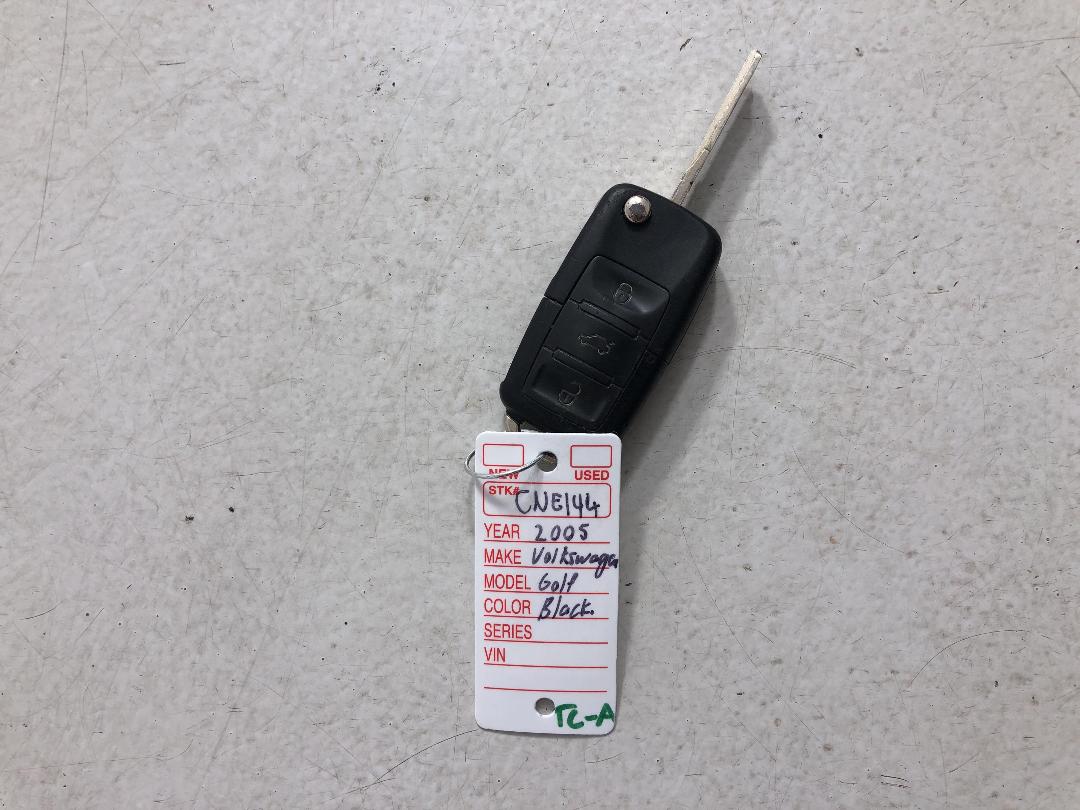 NEW USED
STK# CNE144
YEAR 2005
MAKE Volkswagen
MODEL Golf
COLOR Black.
SERIES
VIN
TC-A